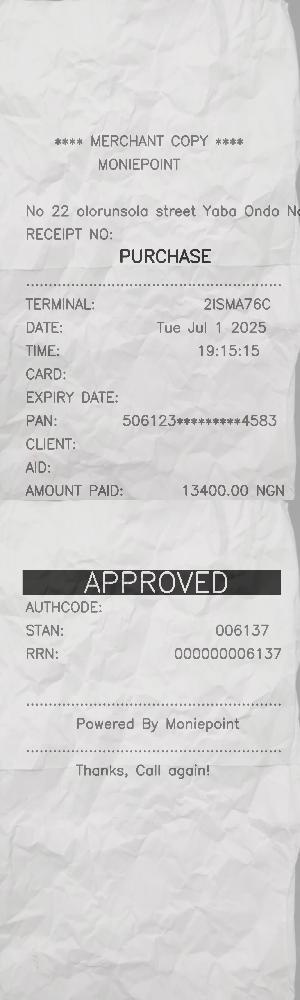 **** MERCHANT COPY ****
MONIEPOINT
No 22 olorunsola street Yaba Ondo
RECEIPT NO:
PURCHASE
TERMINAL: 2ISMA76C
DATE: Tue Jul 1 2025
TIME: 19:15:15
CARD:
EXPIRY DATE:
PAN: 506123*********4583
CLIENT:
AID:
AMOUNT PAID: 13400.00 NGN
APPROVED
AUTHCODE:
STAN: 006137
RRN: 000000006137
Powered By Moniepoint
Thanks, Call again!